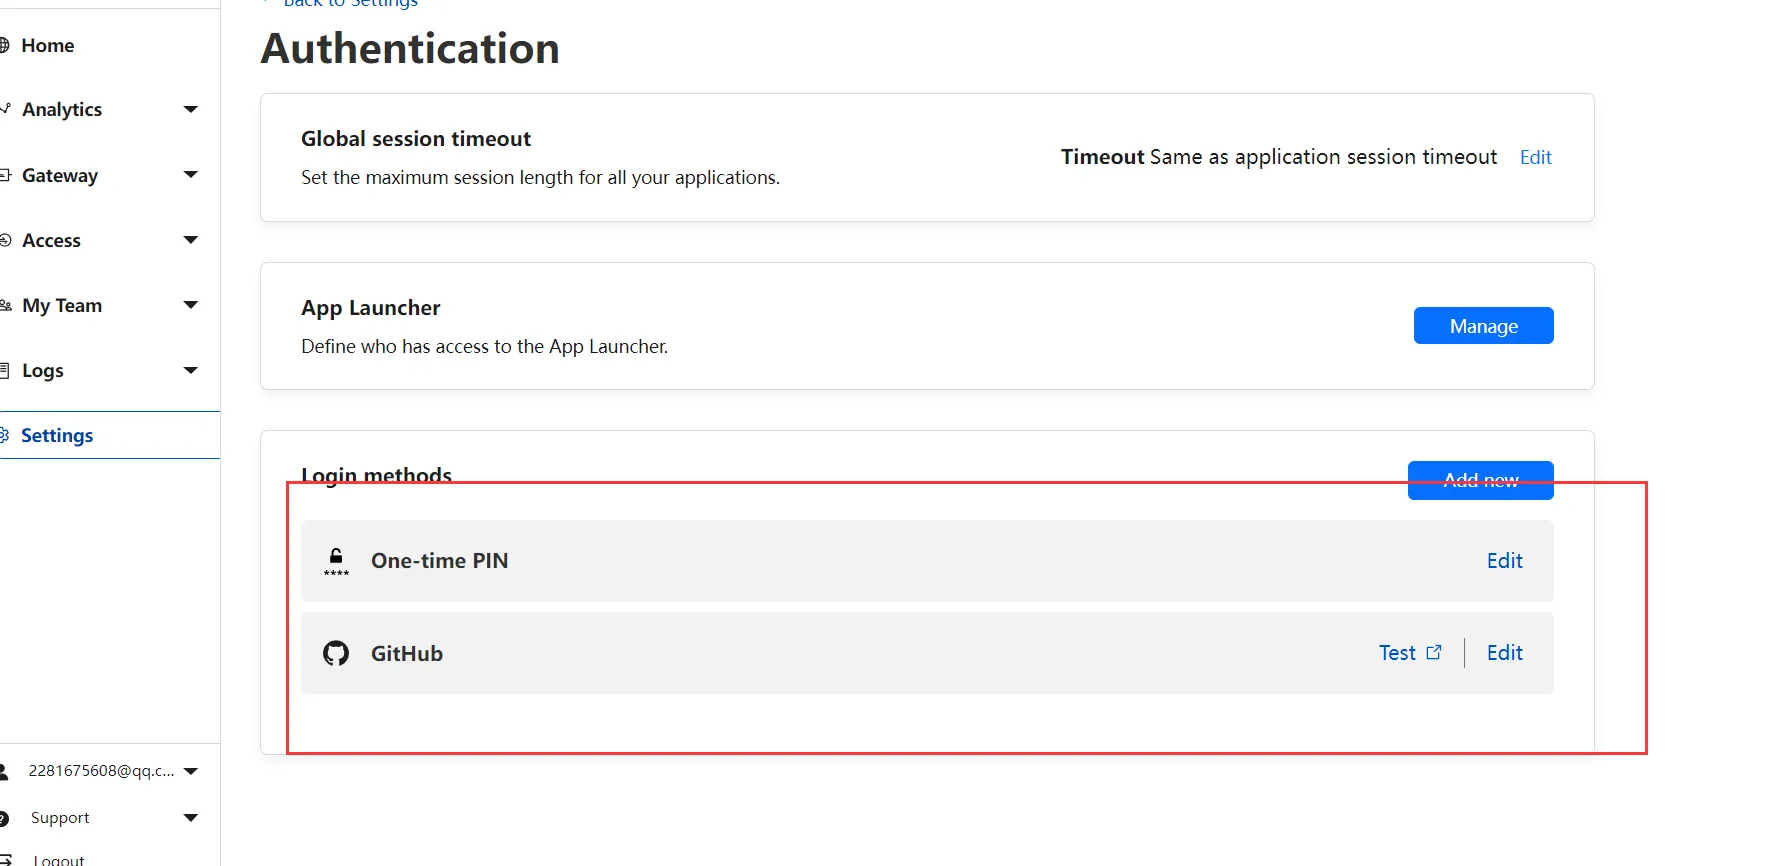 Back to Settings
Home
Analytics
Gateway
Access
My Team
Logs
Settings
2281675608@qq.c...
Support
Logout
Authentication
Global session timeout
Set the maximum session length for all your applications.
Timeout Same as application session timeout Edit
App Launcher
Define who has access to the App Launcher.
Manage
Login methods
Add new
**** One-time PIN Edit
GitHub Test Edit